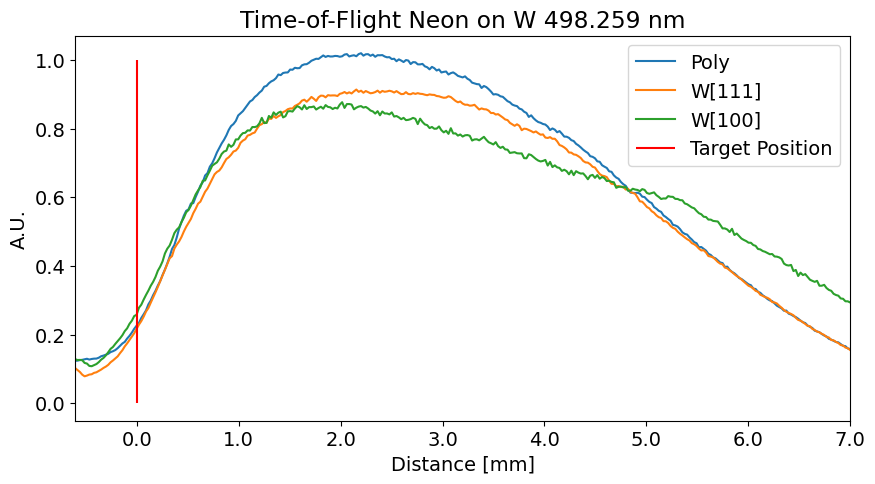 Time-of-Flight Neon on W 498.259 nm
Poly
W[111]
W[100]
Target Position
A.U.
1.0
0.8
0.6
0.4
0.2
0.0
0.0 1.0 2.0 3.0 4.0 5.0 6.0 7.0
Distance [mm]